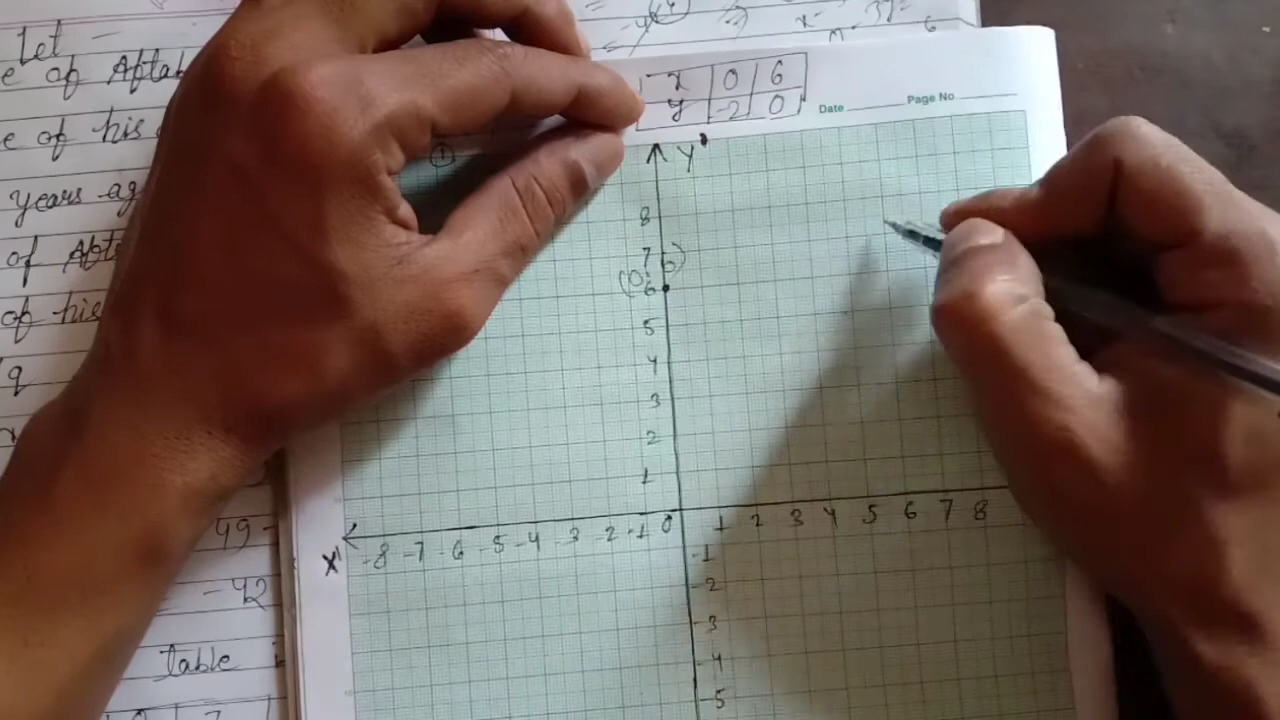 Let
e of Aftab
e of his
years ag
of Afta
of his
q
49
-42
table
x 0 6
y -2 0
Date Page No
1
Y'
8
7
(0, 6)
6
5
4
3
2
1
X' -8 -7 -6 -5 -4 -3 -2 -1 0 1 2 3 4 5 6 7 8
-1
-2
-3
-4
-5